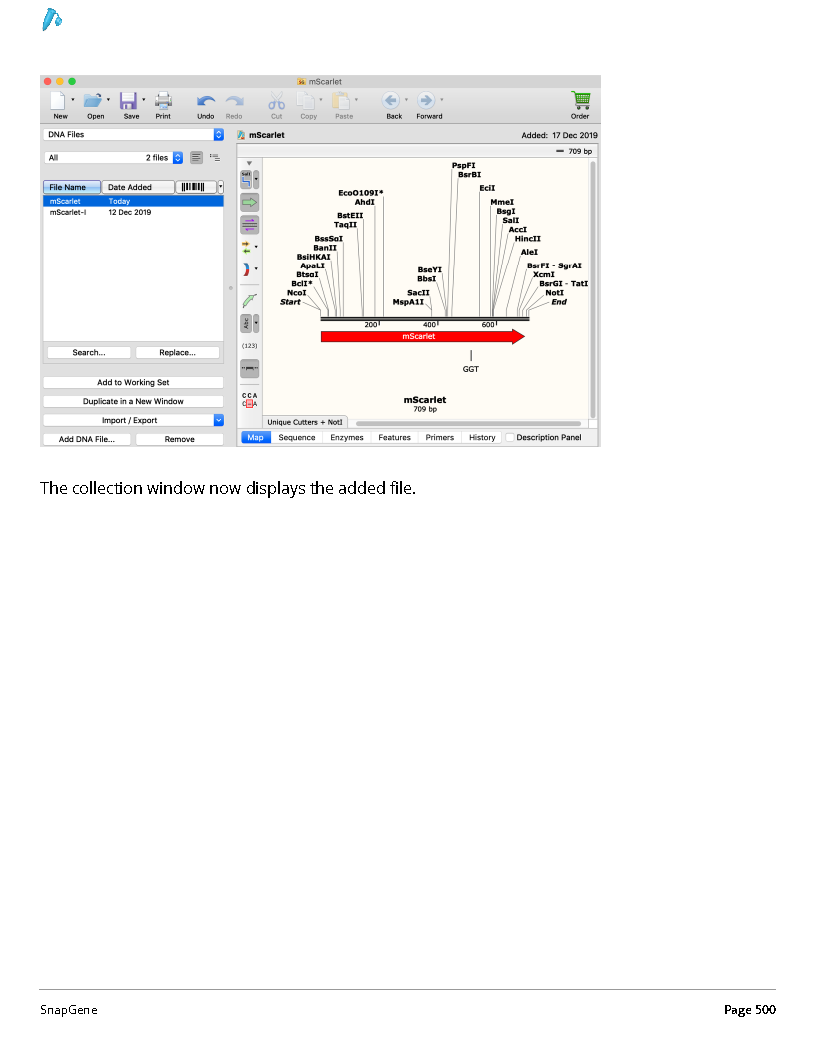 mScarlet
New Open Save Print Undo Redo Cut Copy Paste Back Forward Order
DNA Files
mScarlet Added: 17 Dec 2019
All 2 files
709 bp
File Name Date Added
mScarlet Today
mScarlet-I 12 Dec 2019
PspFI
BsrBI
EciI
EcoO109I*
AhdI
MmeI
BsgI
BstEII
SalI
TaqII
AccI
BssSαI
HincII
BanII
AleI
BsiHKAI
ApaLI
BseYI
BsrFI - SgrAI
BtsαI
BbsI
XcmI
BclI*
BsrGI - TatI
NcoI
SacII
NotI
Start
MspA1I
End
200 400 600
mScarlet
(123)
GGT
Search... Replace...
Add to Working Set
Duplicate in a New Window
mScarlet
709 bp
Import / Export
Unique Cutters + NotI
Add DNA File... Remove
Map Sequence Enzymes Features Primers History Description Panel
The collection window now displays the added file.
SnapGene Page 500